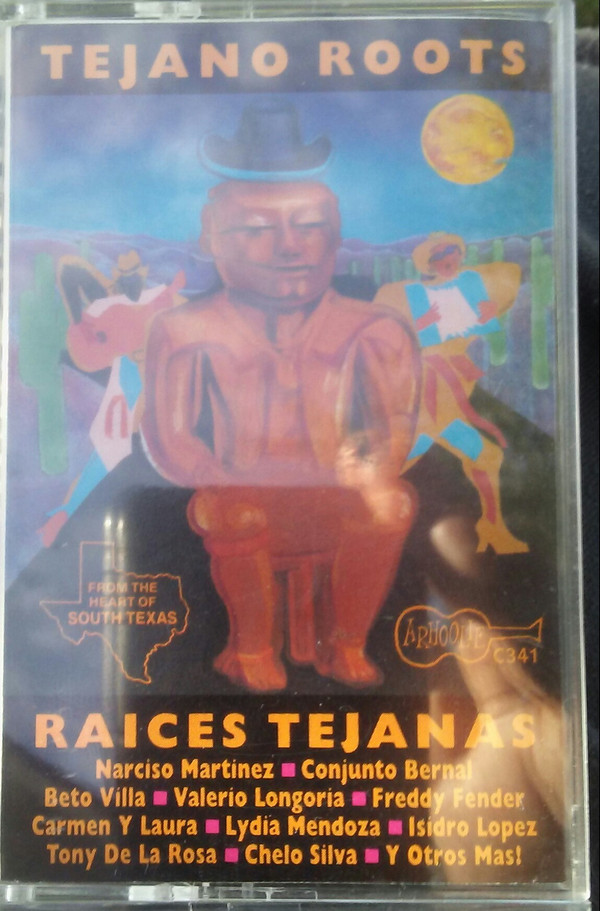 TEJANO ROOTS
FROM THE
HEART OF
SOUTH TEXAS
ARHOOLIE
C341
RAICES TEJANAS
Narciso Martinez ■ Conjunto Bernal
Beto Villa ■ Valerio Longoria ■ Freddy Fender
Carmen Y Laura ■ Lydia Mendoza ■ Isidro Lopez
Tony De La Rosa ■ Chelo Silva ■ Y Otros Mas!